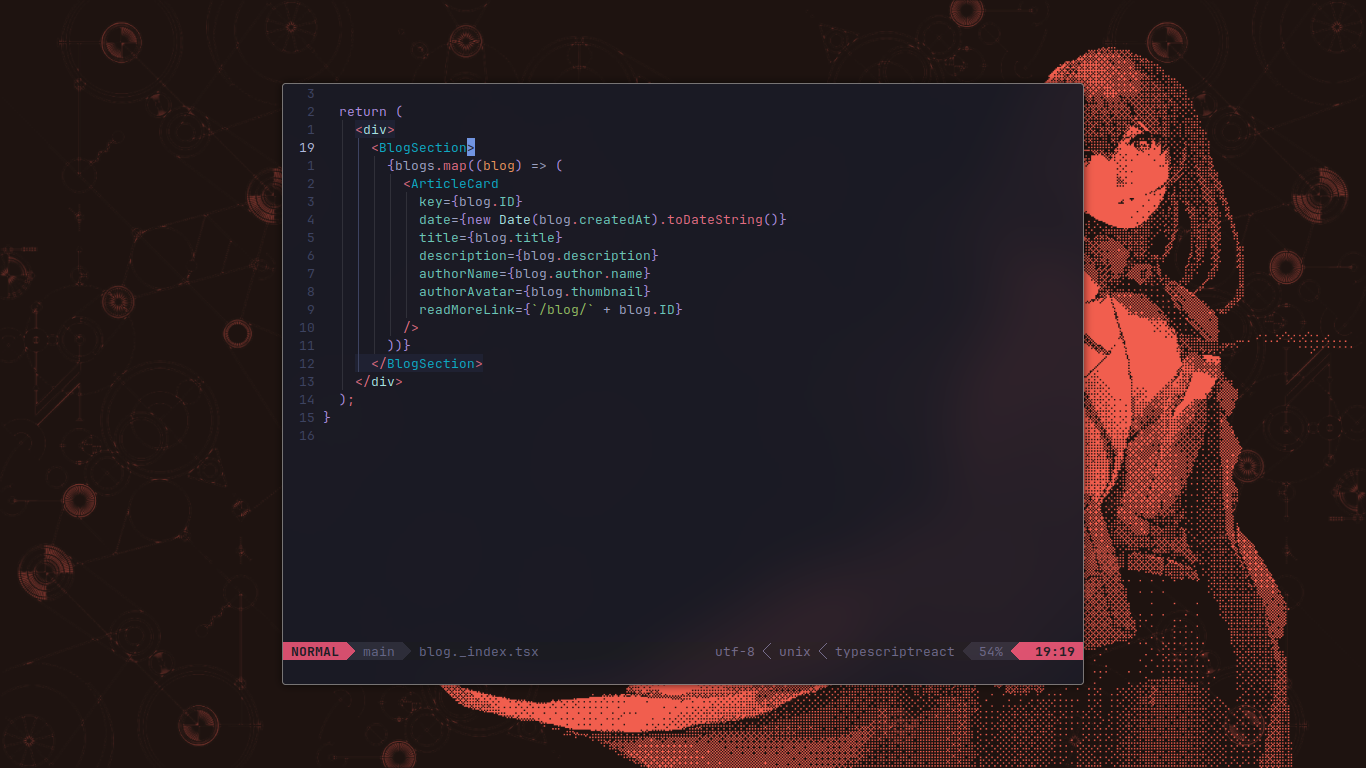 3
2 return (
1 <div>
19 <BlogSection>
1 {blogs.map((blog) => (
2 <ArticleCard
3 key={blog.ID}
4 date={new Date(blog.createdAt).toDateString()}
5 title={blog.title}
6 description={blog.description}
7 authorName={blog.author.name}
8 authorAvatar={blog.thumbnail}
9 readMoreLink={`/blog/` + blog.ID}
10 />
11 ))}
12 </BlogSection>
13 </div>
14 );
15 }
16
NORMAL main blog._index.tsx utf-8 unix typescriptreact 54% 19:19